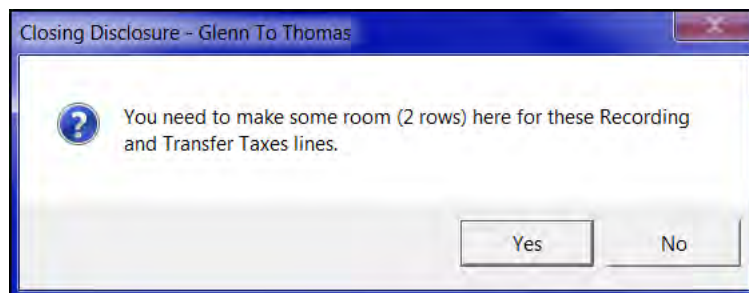 Closing Disclosure - Glenn To Thomas
You need to make some room (2 rows) here for these Recording
and Transfer Taxes lines.
Yes
No